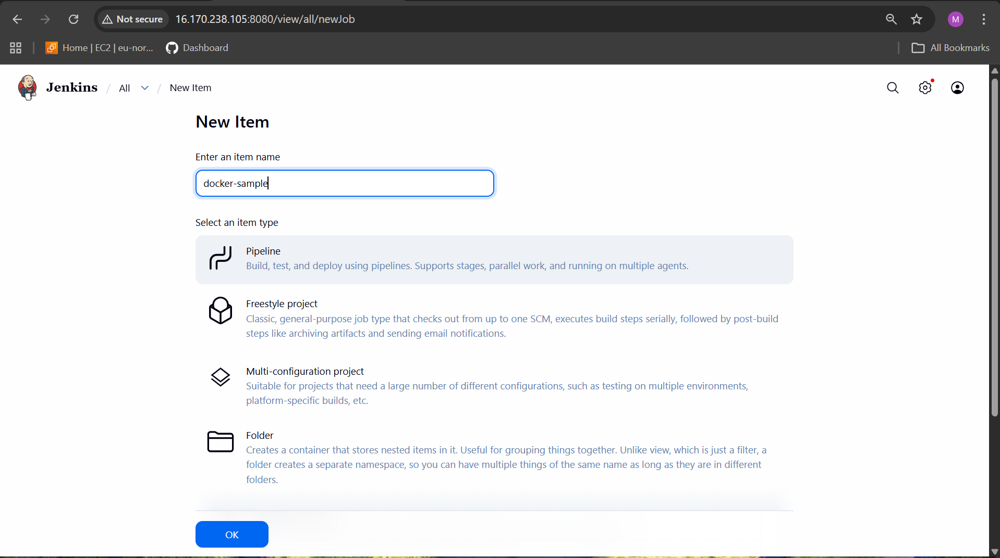 Not secure 16.170.238.105:8080/view/all/newJob M
Home | EC2 | eu-nor... Dashboard All Bookmarks
Jenkins / All / New Item
New Item
Enter an item name
docker-sample
Select an item type
Pipeline
Build, test, and deploy using pipelines. Supports stages, parallel work, and running on multiple agents.
Freestyle project
Classic, general-purpose job type that checks out from up to one SCM, executes build steps serially, followed by post-build
steps like archiving artifacts and sending email notifications.
Multi-configuration project
Suitable for projects that need a large number of different configurations, such as testing on multiple environments,
platform-specific builds, etc.
Folder
Creates a container that stores nested items in it. Useful for grouping things together. Unlike view, which is just a filter, a
folder creates a separate namespace, so you can have multiple things of the same name as long as they are in different
folders.
OK